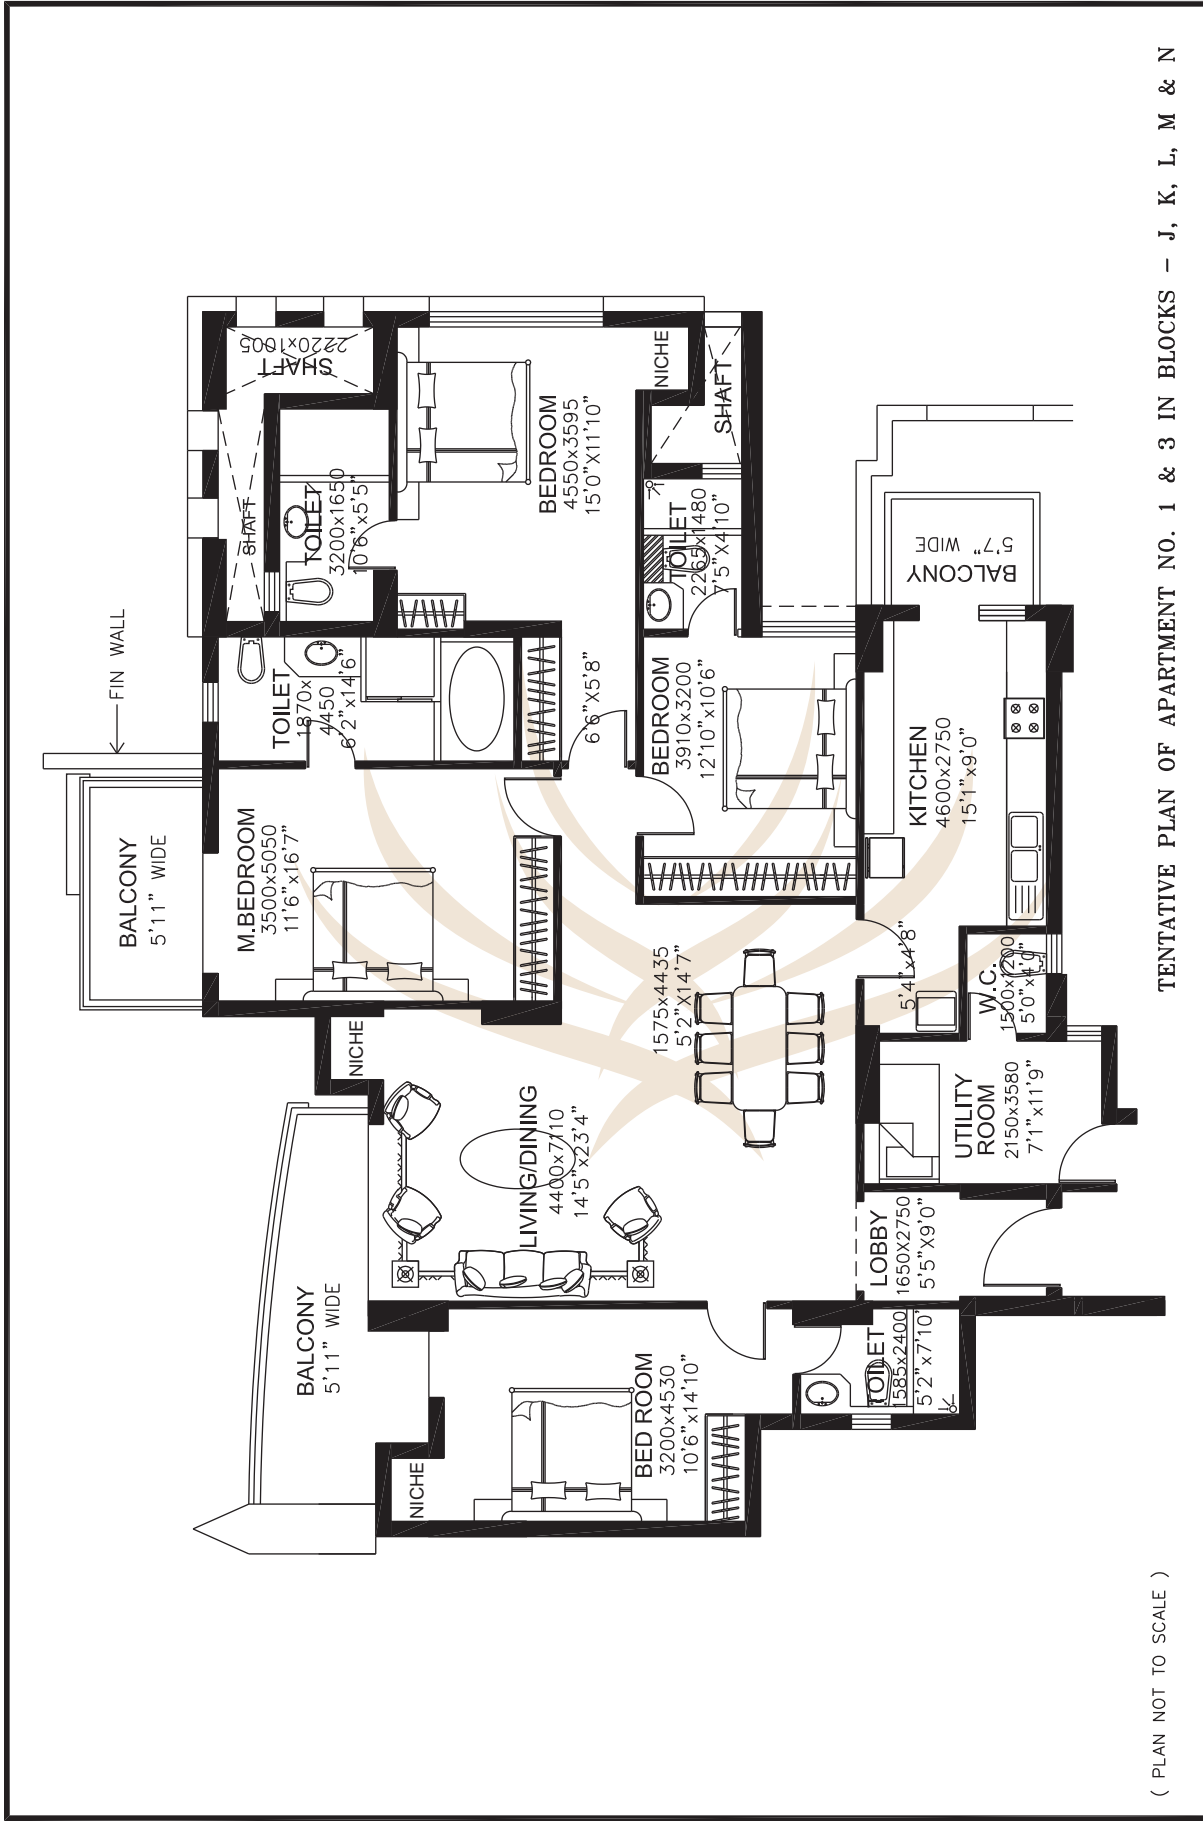 FIN WALL
BALCONY
5'11" WIDE
BALCONY
5'11" WIDE
SHAFT
2220x1005
SHAFT
TOILET
3200x1650
10'6"x5'5"
TOILET
1870x
4450
6'2"x14'6"
M.BEDROOM
3500x5050
11'6"x16'7"
BEDROOM
4550x3595
15'0"X11'10"
NICHE
SHAFT
6'6"X5'8"
TOILET
2265x1480
7'5"X4'10"
BEDROOM
3910x3200
12'10"x10'6"
NICHE
LIVING/DINING
4400x7110
14'5"x23'4"
1575x4435
5'2"X14'7"
NICHE
BED ROOM
3200x4530
10'6"x14'10"
TOILET
1585x2400
5'2"x7'10"
LOBBY
1650X2750
5'5"X9'0"
UTILITY
ROOM
2150x3580
7'1"x11'9"
5'4"x4'8"
W.C.
1500x1200
5'0"x4'0"
KITCHEN
4600x2750
15'1"x9'0"
BALCONY
5'7" WIDE
( PLAN NOT TO SCALE )
TENTATIVE PLAN OF APARTMENT NO. 1 & 3 IN BLOCKS - J, K, L, M & N